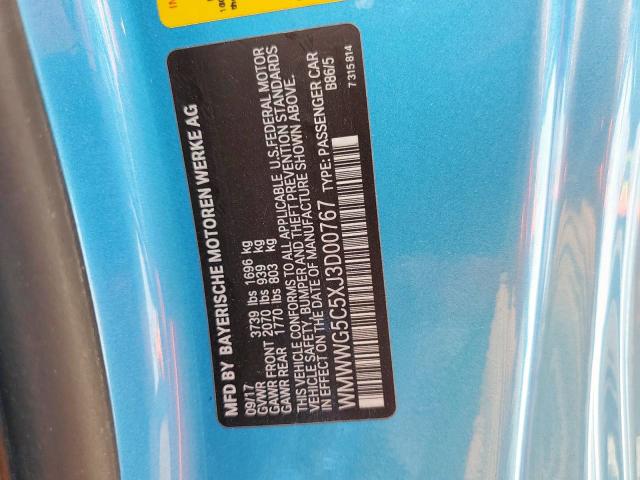 MFD BY BAYERISCHE MOTOREN WERKE AG
09/17
GVWR 3739 lbs 1696 kg
GAWR FRONT 2070 lbs 939 kg
GAWR REAR 1770 lbs 803 kg
THIS VEHICLE CONFORMS TO ALL APPLICABLE U.S. FEDERAL MOTOR
VEHICLE SAFETY, BUMPER AND THEFT PREVENTION STANDARDS
IN EFFECT ON THE DATE OF MANUFACTURE SHOWN ABOVE.
WMWWG5C5XJ3D00767 TYPE: PASSENGER CAR
B86/5
7 315 814